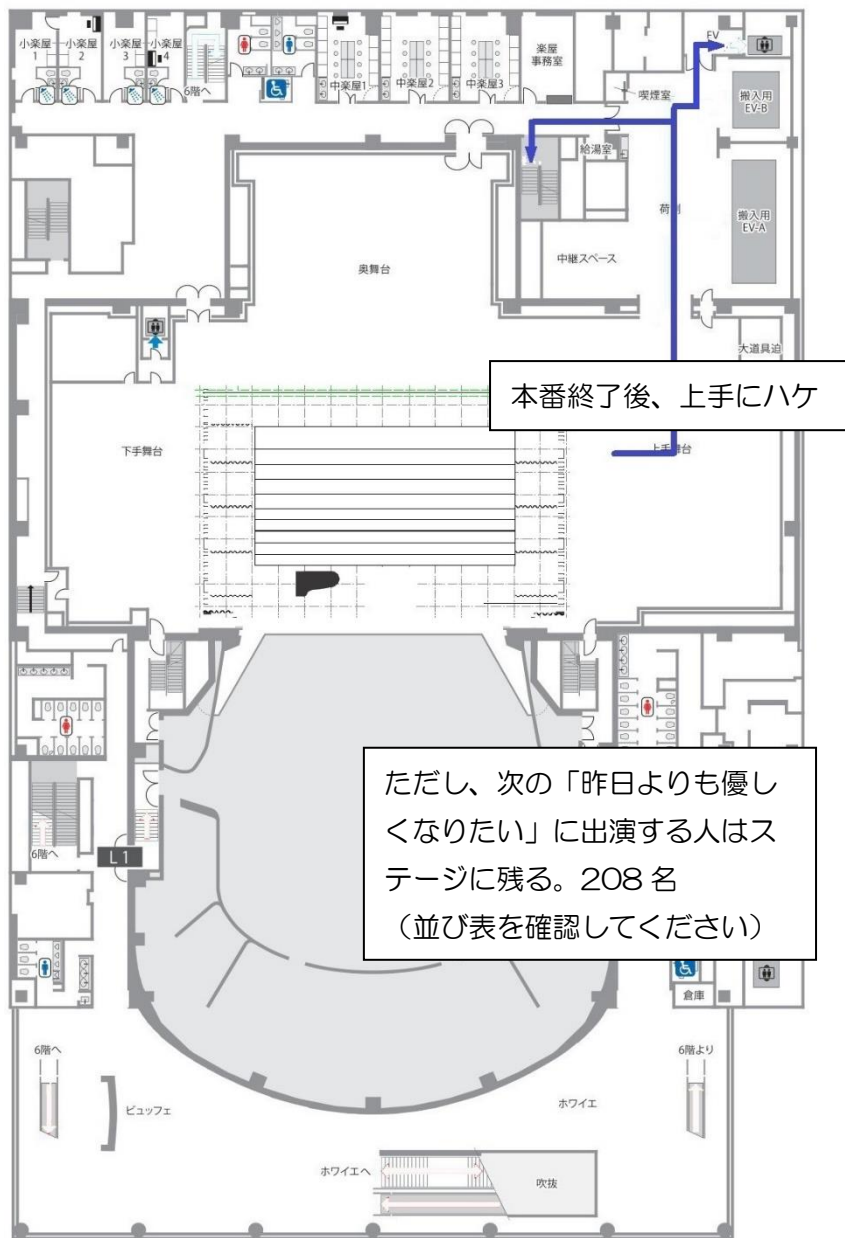 小楽屋
1
小楽屋
2
小楽屋
3
小楽屋
4
6階へ
中楽屋1
中楽屋2
中楽屋3
楽屋
事務室
EV
喫煙室
搬入用
EV-B
給湯室
搬入用
EV-A
中継スペース
奥舞台
大道具迫
本番終了後、上手にハケ
下手舞台
上手舞台
ただし、次の「昨日よりも優し
くなりたい」に出演する人はス
テージに残る。208 名
(並び表を確認してください)
6階へ
L1
倉庫
6階へ
6階より
ビュッフェ
ホワイエ
ホワイエへ
吹抜